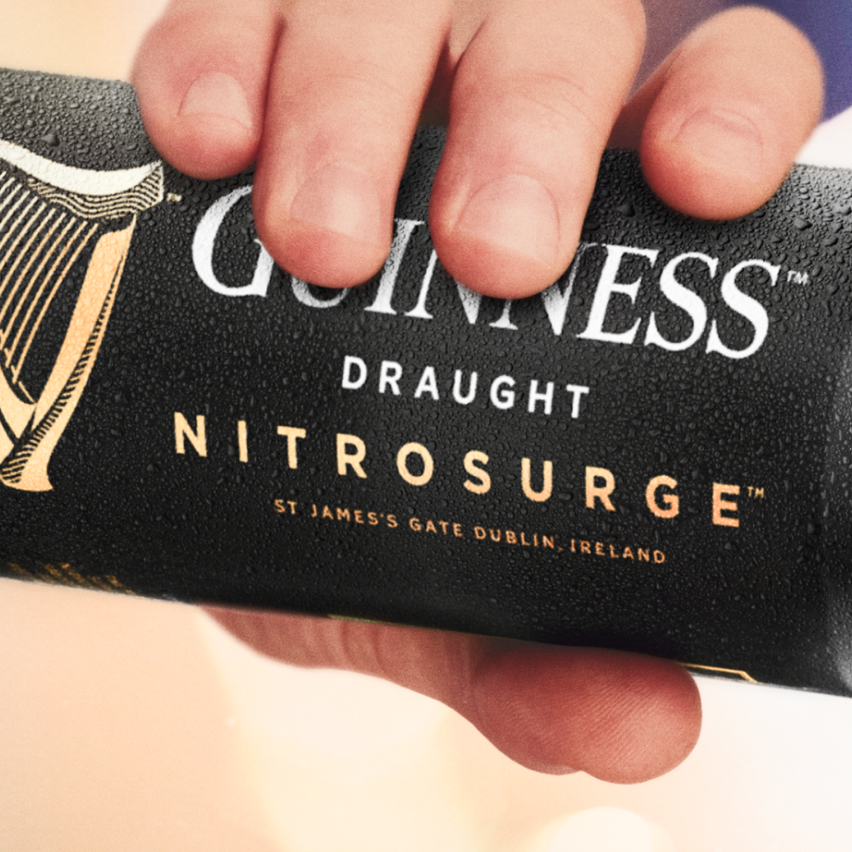 GUINNESS™
DRAUGHT
NITROSURGE™
ST JAMES'S GATE DUBLIN, IRELAND